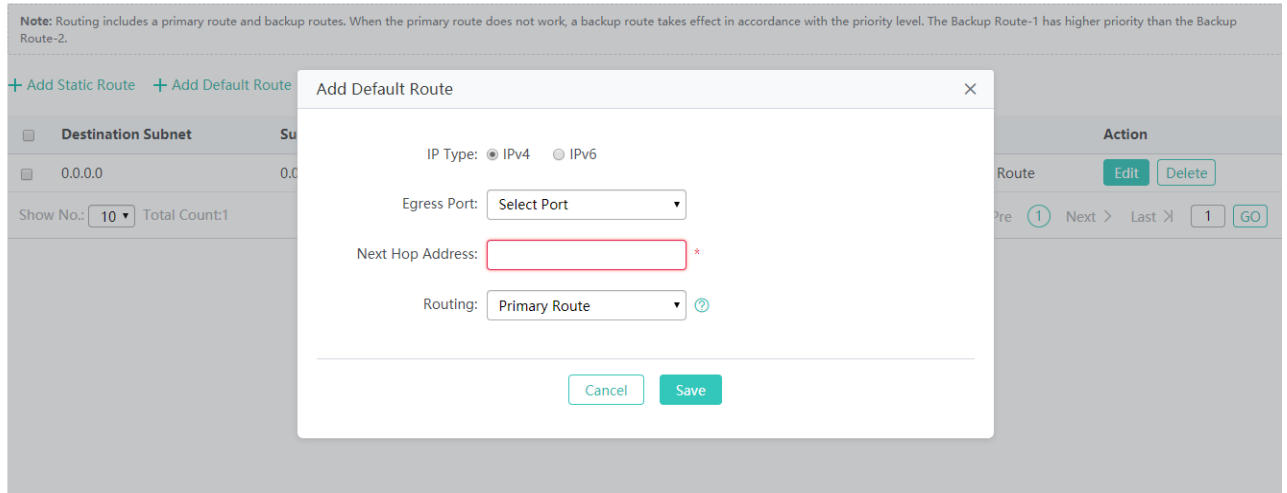 Note: Routing includes a primary route and backup routes. When the primary route does not work, a backup route takes effect in accordance with the priority level. The Backup Route-1 has higher priority than the Backup
Route-2.
+ Add Static Route + Add Default Route
Add Default Route ×
Destination Subnet Su Action
IP Type: IPv4 IPv6
0.0.0.0 0.0 Route Edit Delete
Egress Port: Select Port
Show No.: 10 Total Count:1 Pre 1 Next > Last 1 GO
Next Hop Address: *
Routing: Primary Route ?
Cancel Save